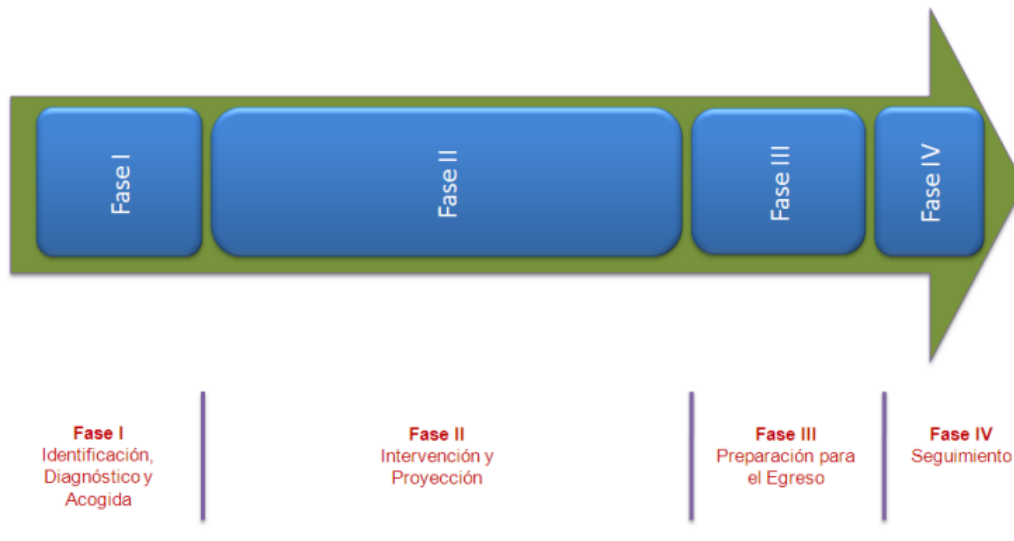 Fase I
Fase II
Fase III
Fase IV
Fase I
Identificación,
Diagnóstico y
Acogida
Fase II
Intervención y
Proyección
Fase III
Preparación para
el Egreso
Fase IV
Seguimiento